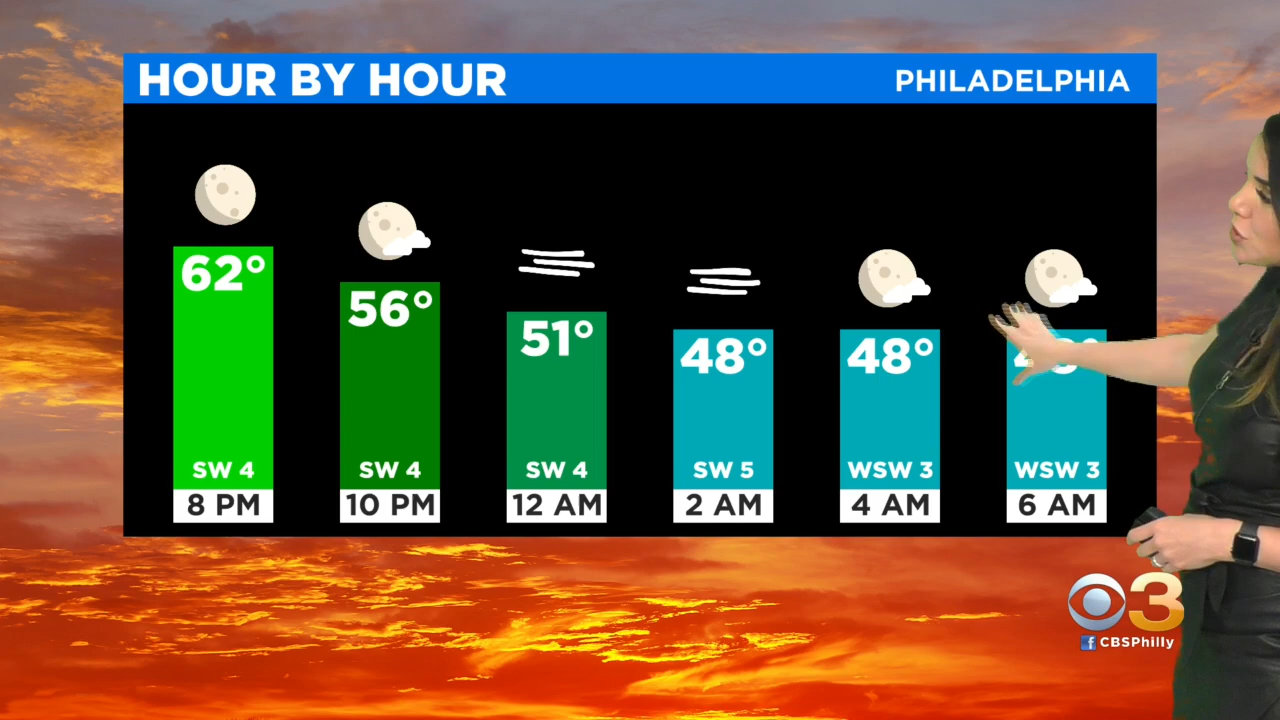 HOUR BY HOUR
PHILADELPHIA
62°
56°
51°
48°
48°
SW 4
SW 4
SW 4
SW 5
WSW 3
WSW 3
8 PM
10 PM
12 AM
2 AM
4 AM
6 AM
3
f CBSPhilly